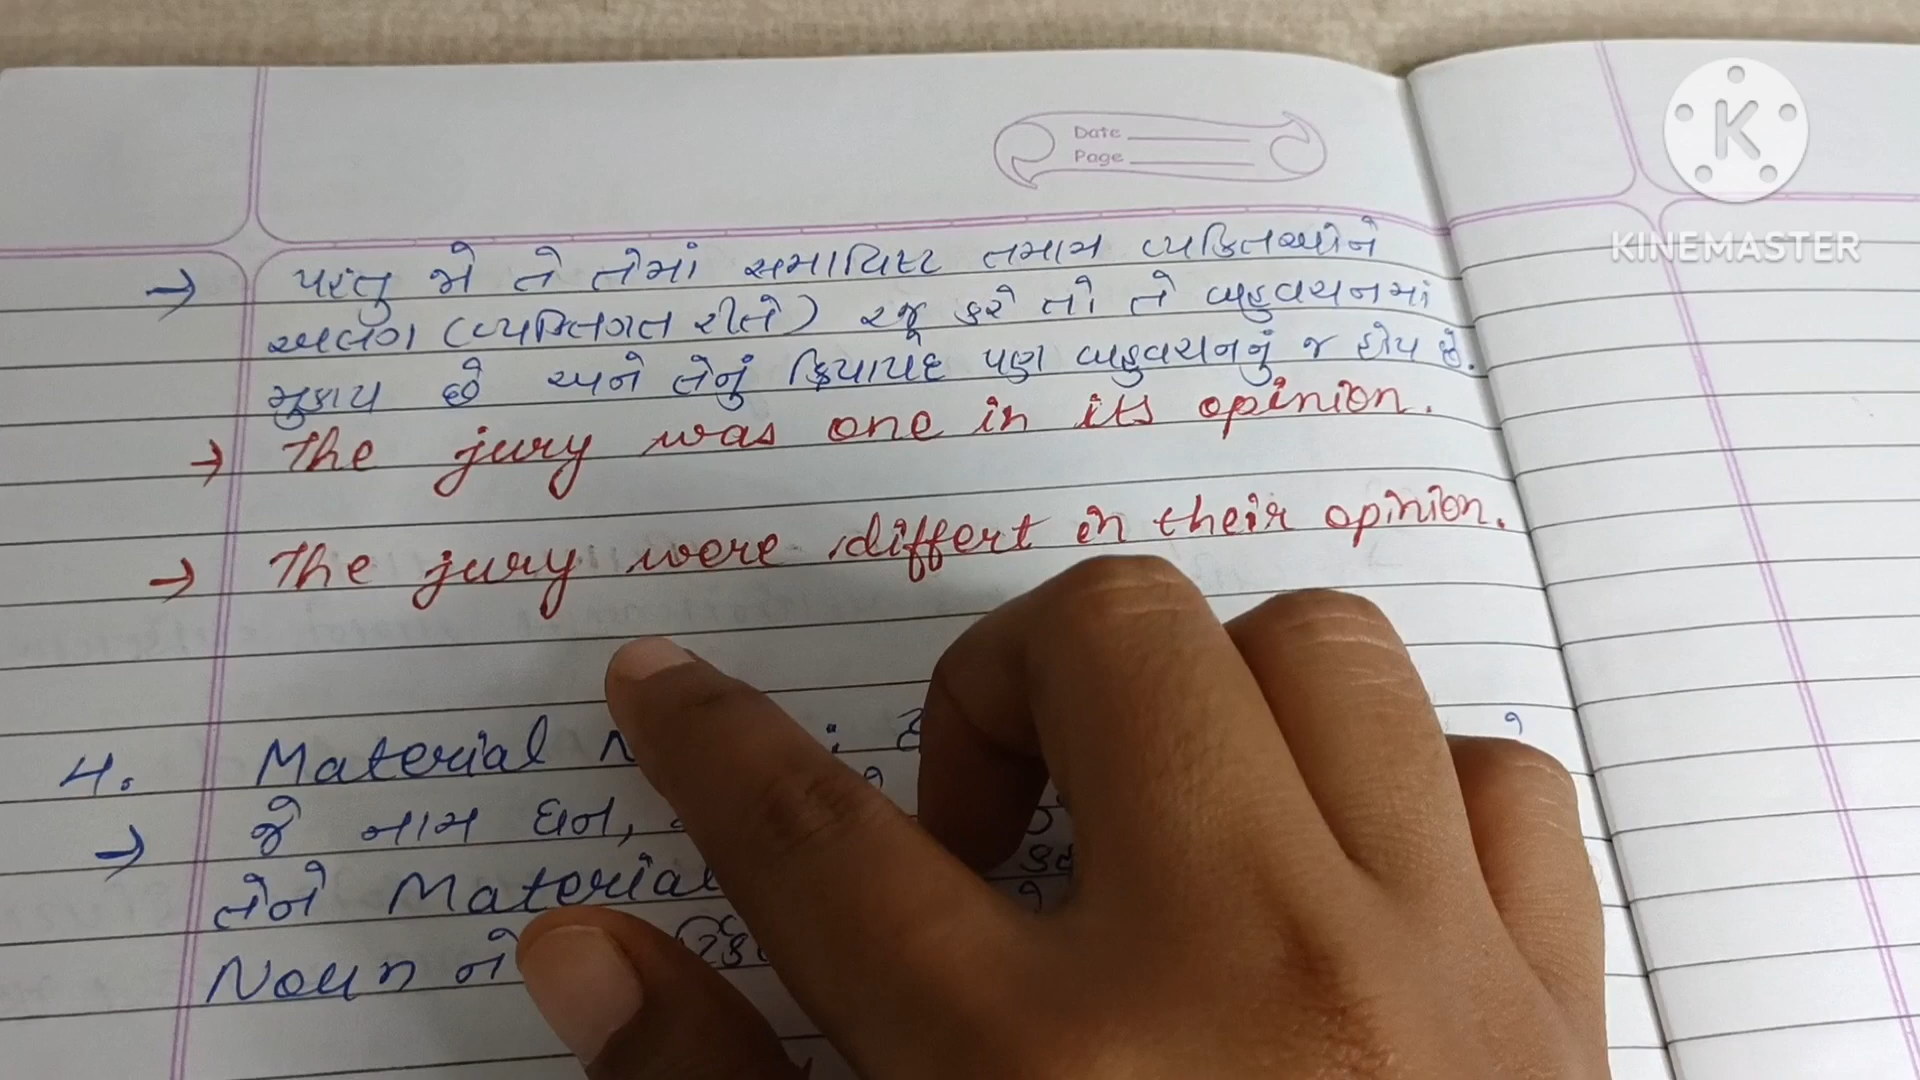 Date
Page
K
KINEMASTER
→ પરંતુ જો તે તેમાં સમાવિષ્ટ તમામ વ્યક્તિઓને
અલગ (વ્યક્તિગત રીતે) રજૂ કરે તો તે બહુવચનમાં
મુકાય છે અને તેનું ક્રિયાપદ પણ બહુવચનનું જ હોય છે.
→ The jury was one in its opinion.
→ The jury were differt in their opinion.
4. Material
→ જે નામ ધન,
તેને Material
Noun ને